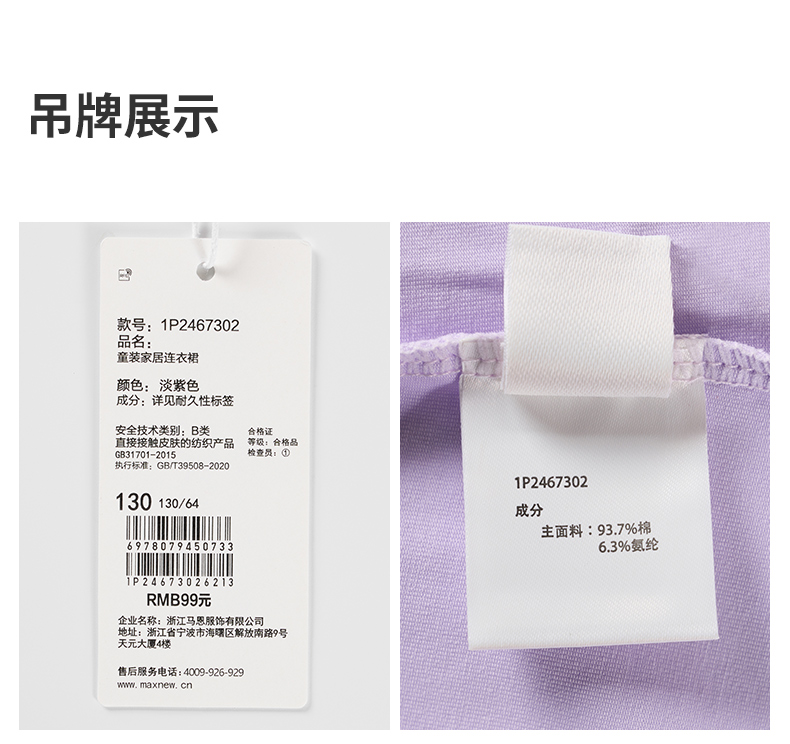 吊牌展示
款号：1P2467302
品名：
童装家居连衣裙
颜色：淡紫色
成分：详见耐久性标签
安全技术类别：B类
直接接触皮肤的纺织产品
GB31701-2015
执行标准：GB/T39508-2020
合格证
等级：合格品
检查员：①
130 130/64
6978079450733
1P24673026213
RMB99元
企业名称：浙江马恩服饰有限公司
地址：浙江省宁波市海曙区解放南路9号
天元大厦4楼
售后服务电话：4009-926-929
www.maxnew.cn
1P2467302
成分
主面料：93.7%棉
6.3%氨纶